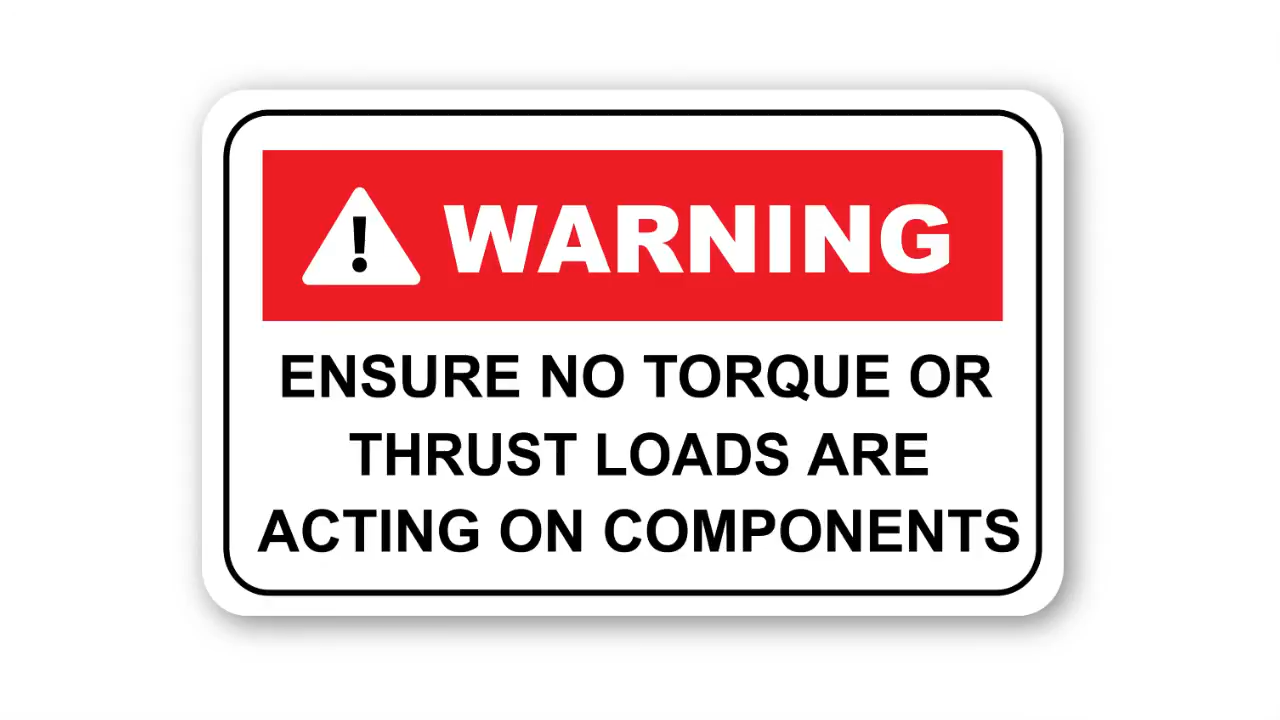 WARNING
ENSURE NO TORQUE OR
THRUST LOADS ARE
ACTING ON COMPONENTS